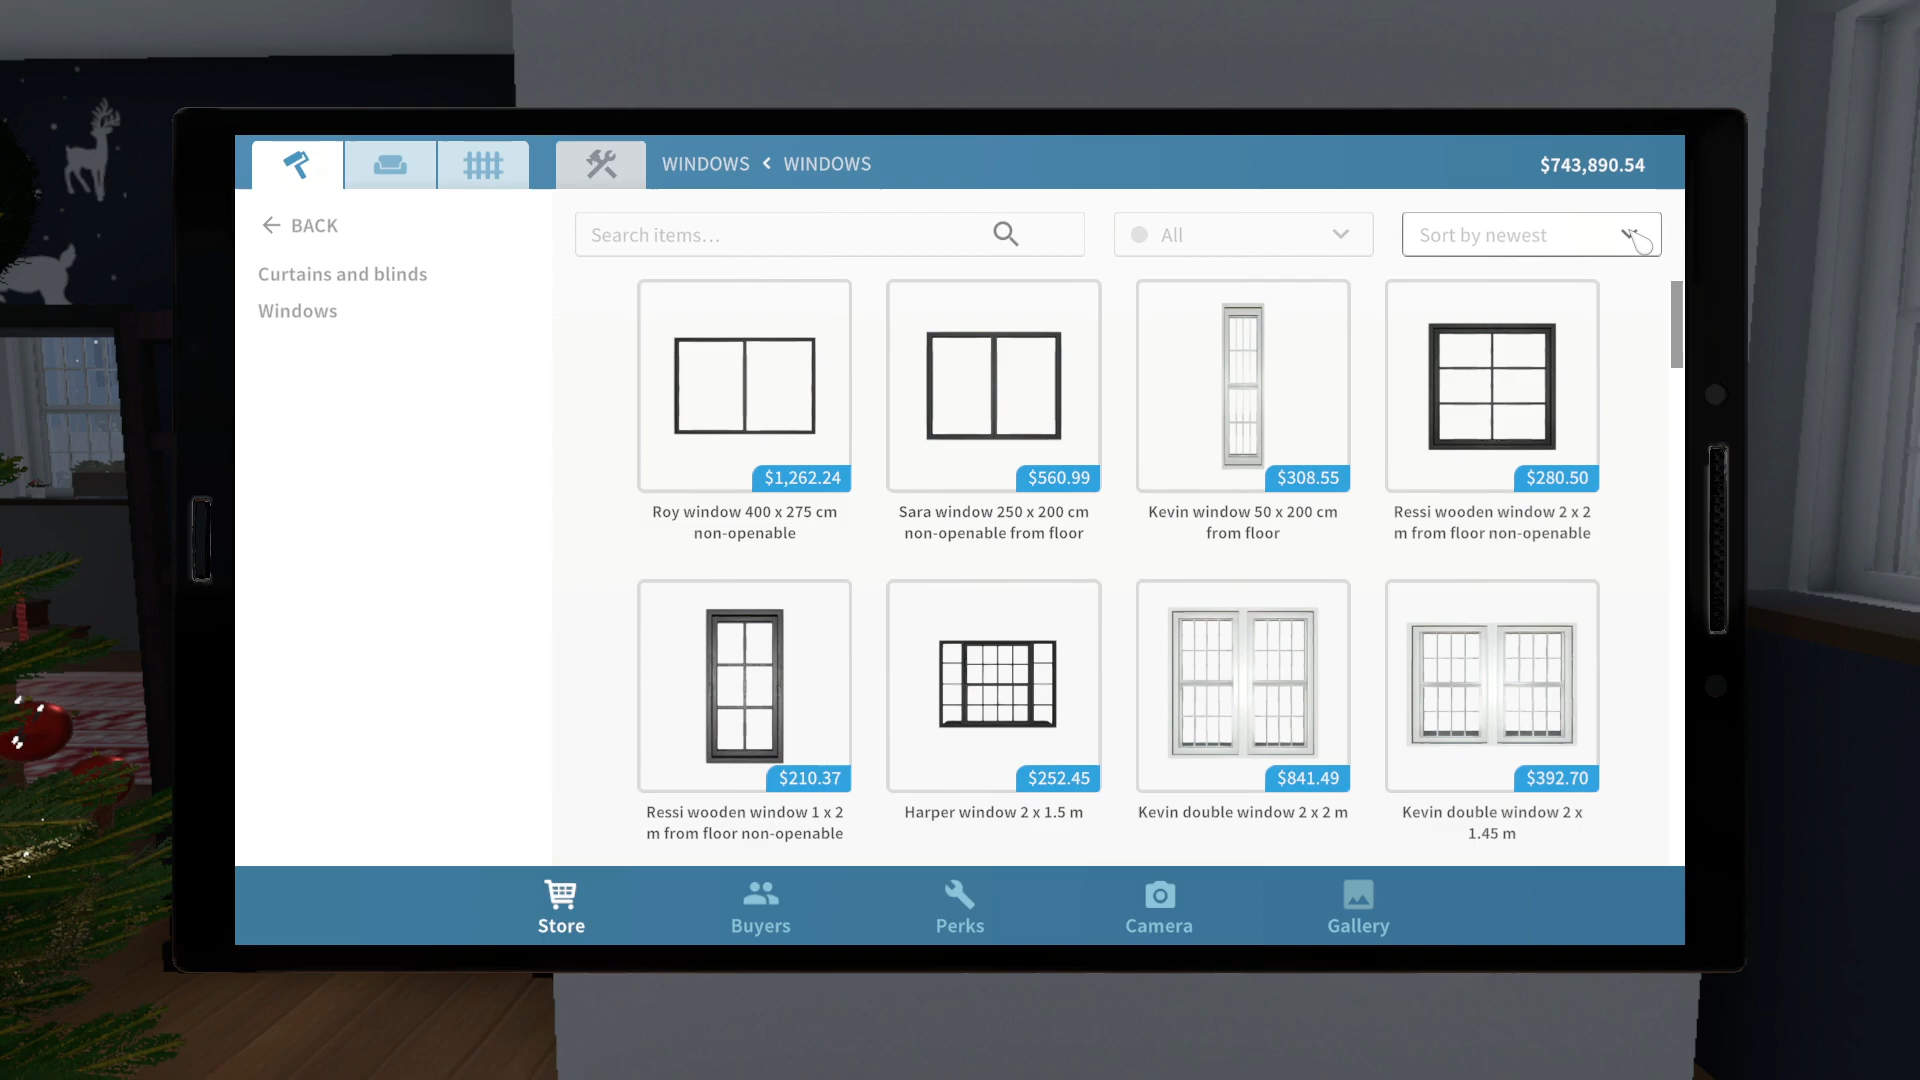 WINDOWS < WINDOWS
$743,890.54
BACK
Curtains and blinds
Windows
Search items...
All
Sort by newest
$1,262.24
Roy window 400 x 275 cm
non-openable
$560.99
Sara window 250 x 200 cm
non-openable from floor
$308.55
Kevin window 50 x 200 cm
from floor
$280.50
Ressi wooden window 2 x 2
m from floor non-openable
$210.37
Ressi wooden window 1 x 2
m from floor non-openable
$252.45
Harper window 2 x 1.5 m
$841.49
Kevin double window 2 x 2 m
$392.70
Kevin double window 2 x
1.45 m
Store
Buyers
Perks
Camera
Gallery